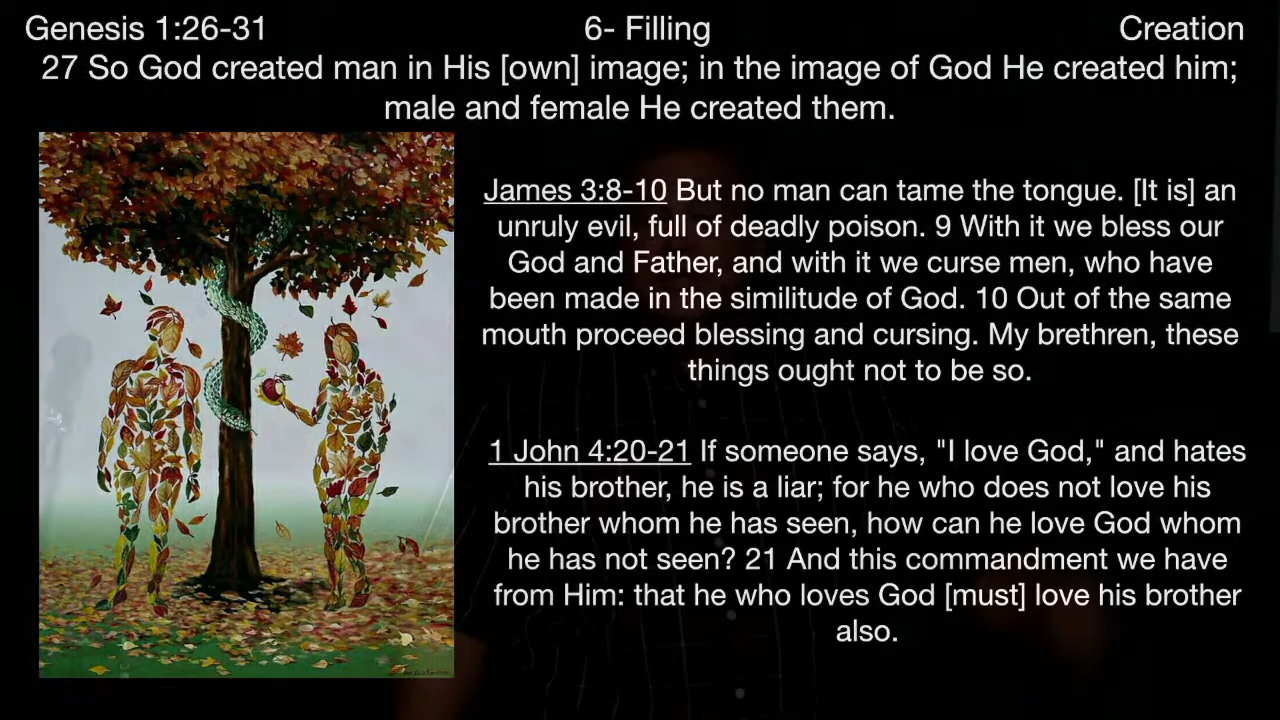 Genesis 1:26-31
6- Filling
Creation
27 So God created man in His [own] image; in the image of God He created him;
male and female He created them.
James 3:8-10 But no man can tame the tongue. [It is] an
unruly evil, full of deadly poison. 9 With it we bless our
God and Father, and with it we curse men, who have
been made in the similitude of God. 10 Out of the same
mouth proceed blessing and cursing. My brethren, these
things ought not to be so.
1 John 4:20-21 If someone says, "I love God," and hates
his brother, he is a liar; for he who does not love his
brother whom he has seen, how can he love God whom
he has not seen? 21 And this commandment we have
from Him: that he who loves God [must] love his brother
also.